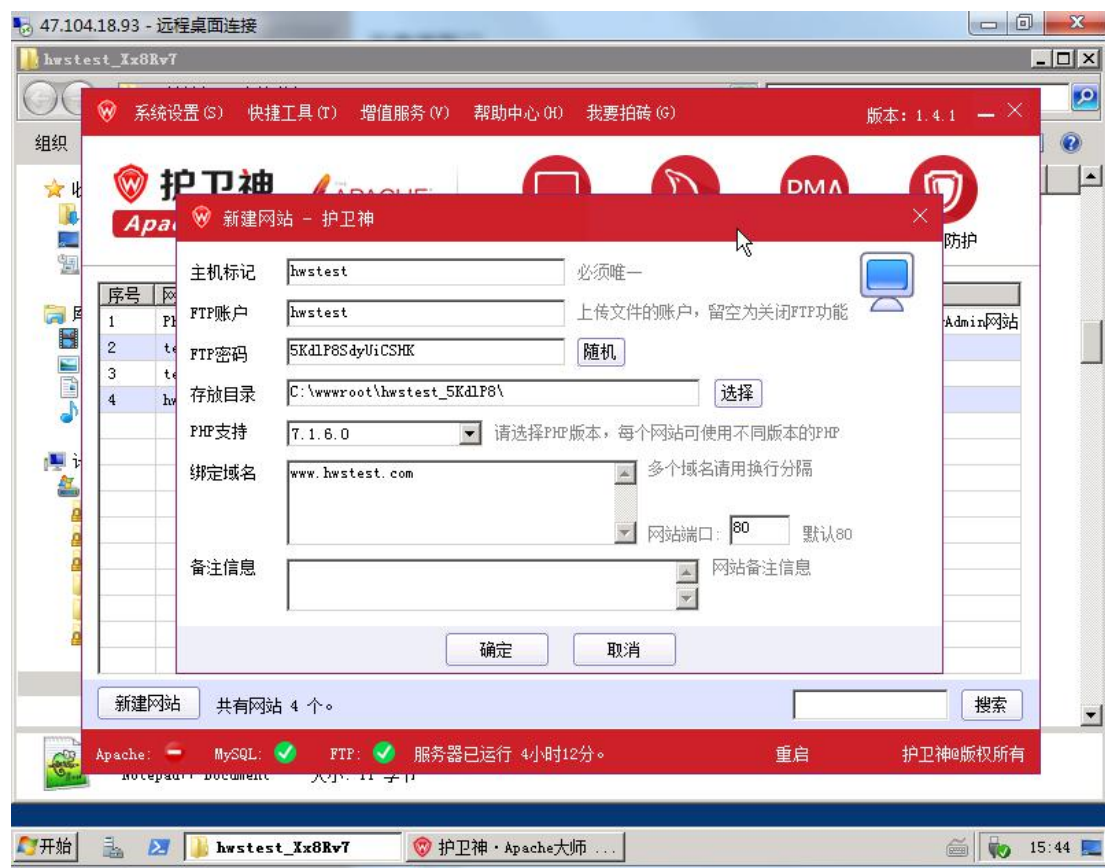 47.104.18.93 - 远程桌面连接
hwstest_Xx8Rv7
系统设置(S) 快捷工具(T) 增值服务(V) 帮助中心(H) 我要拍砖(G) 版本: 1.4.1
组织
护卫神
APACHE
PMA
Apa
防护
新建网站 - 护卫神
主机标记 hwstest 必须唯一
序号
FTP账户 hwstest 上传文件的账户，留空为关闭FTP功能
1 PH Admin网站
2 te
FTP密码 5KdlP8SdyUiCSHK 随机
3 te
存放目录 C:\wwwroot\hwstest_5KdlP8\ 选择
4 hw
PHP支持 7.1.6.0 请选择PHP版本，每个网站可使用不同版本的PHP
绑定域名 www.hwstest.com 多个域名请用换行分隔
网站端口: 80 默认80
备注信息 网站备注信息
确定 取消
新建网站 共有网站 4 个。 搜索
Apache: MySQL: FTP: 服务器已运行 4小时12分。 重启 护卫神@版权所有
Notepad++ Document 大小: 11 字节
开始 hwstest_Xx8Rv7 护卫神·Apache大师 ... 15:44